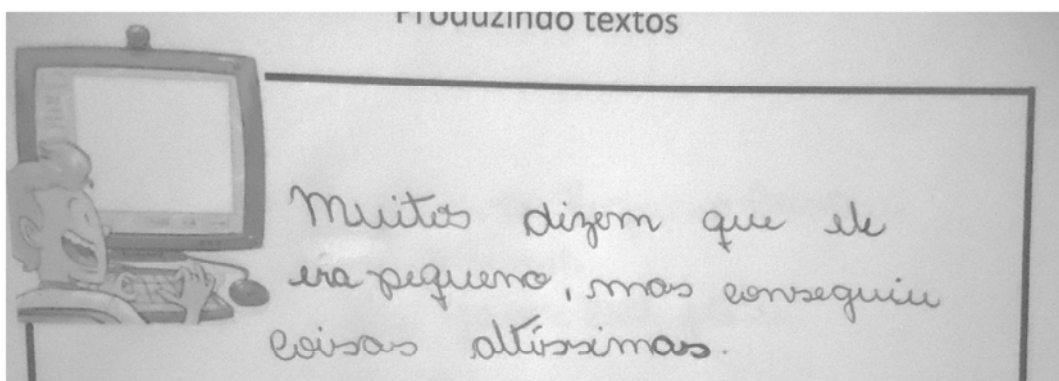 Produzindo textos
Muitos dizem que ele
era pequeno, mas conseguiu
coisas altíssimas.